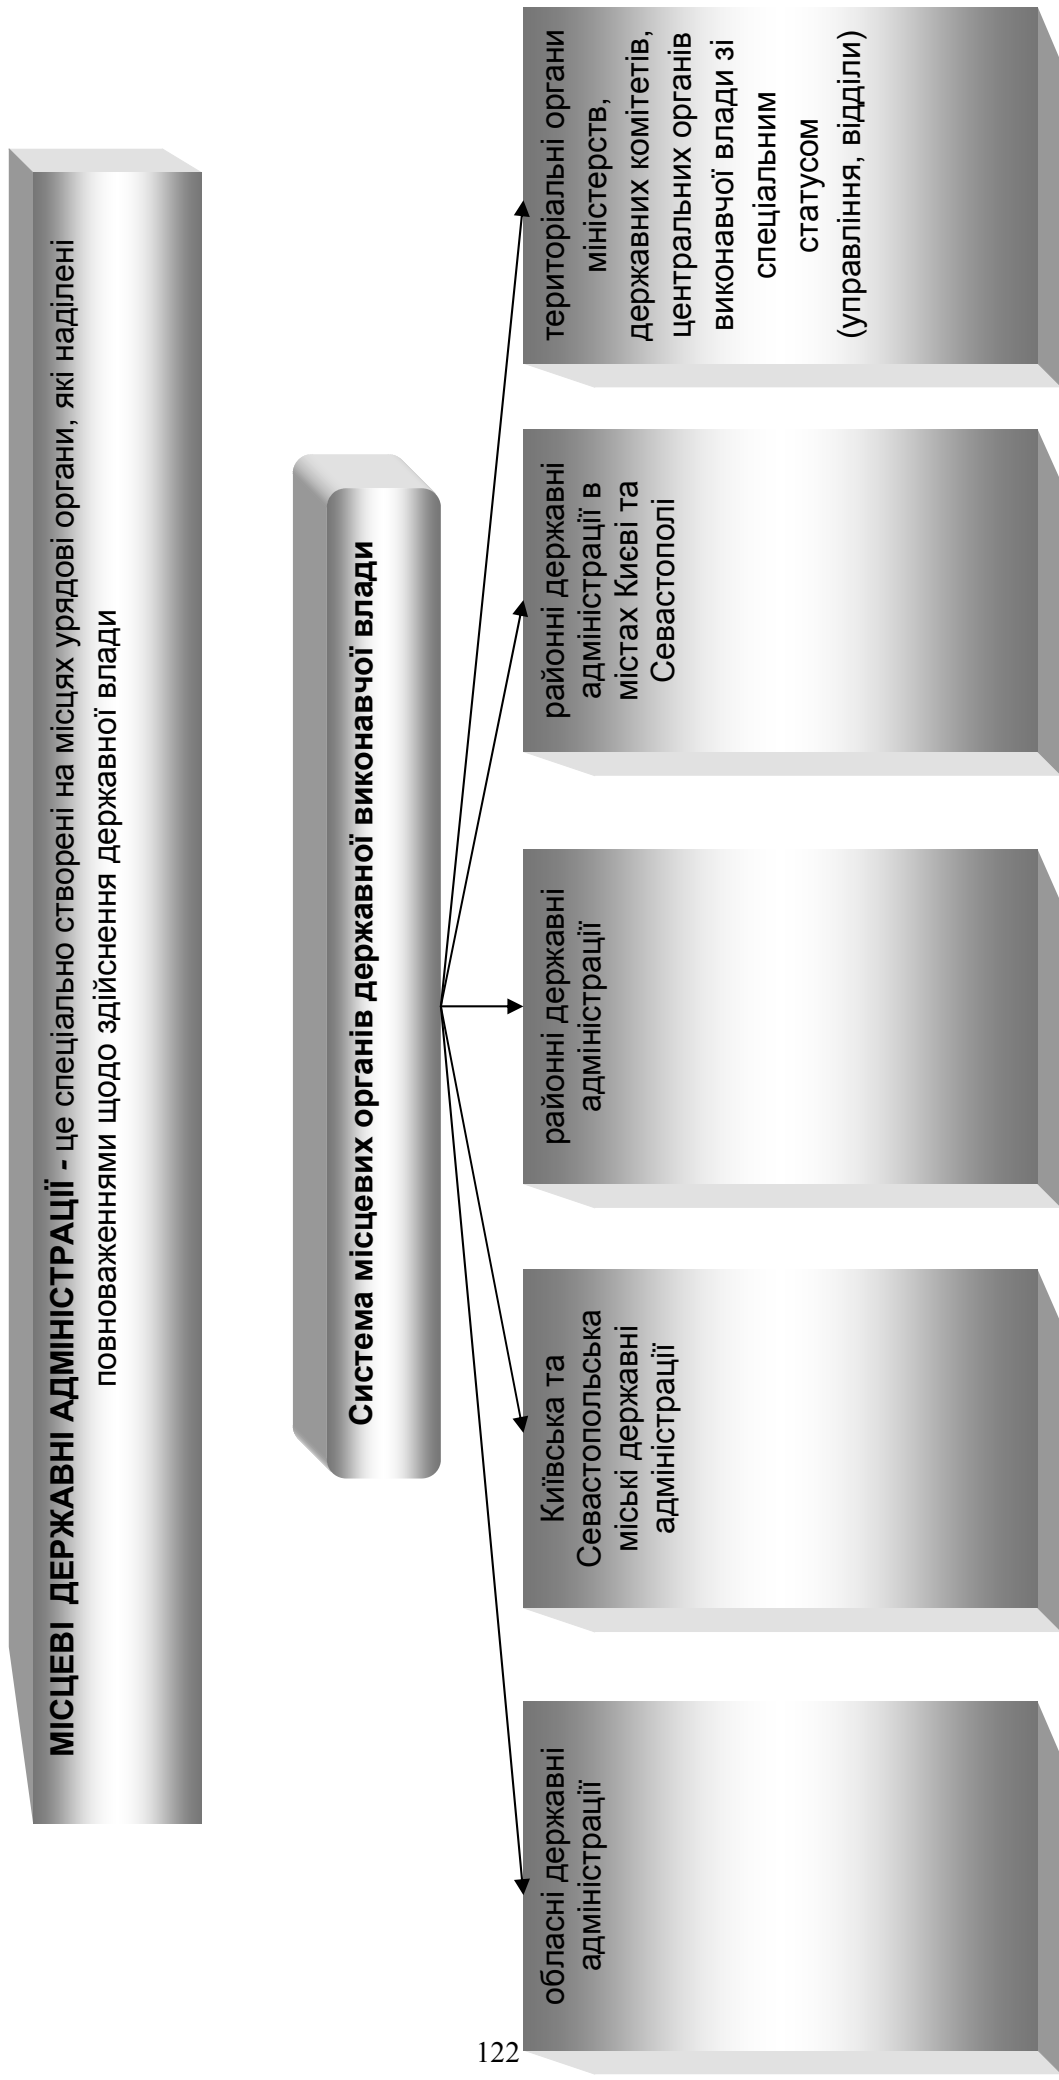 МІСЦЕВІ ДЕРЖАВНІ АДМІНІСТРАЦІЇ - це спеціально створені на місцях урядові органи, які наділені
повноваженнями щодо здійснення державної влади
Система місцевих органів державної виконавчої влади
обласні державні
адміністрації
Київська та
Севастопольська
міські державні
адміністрації
районні державні
адміністрації
районні державні
адміністрації в
містах Києві та
Севастополі
територіальні органи
міністерств,
державних комітетів,
центральних органів
виконавчої влади зі
спеціальним
статусом
(управління, відділи)
122